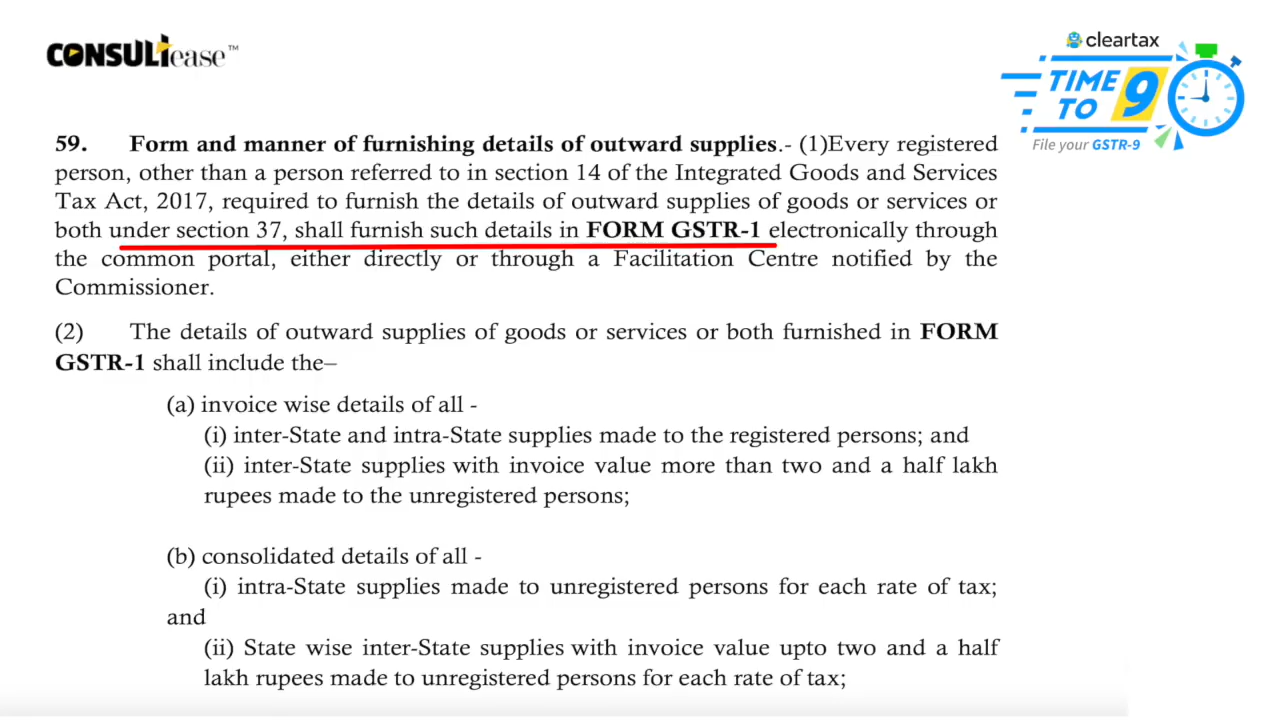 CONSULTease™
cleartax
TIME
TO 9
File your GSTR-9
59. Form and manner of furnishing details of outward supplies.- (1)Every registered
person, other than a person referred to in section 14 of the Integrated Goods and Services
Tax Act, 2017, required to furnish the details of outward supplies of goods or services or
both under section 37, shall furnish such details in FORM GSTR-1 electronically through
the common portal, either directly or through a Facilitation Centre notified by the
Commissioner.
(2) The details of outward supplies of goods or services or both furnished in FORM
GSTR-1 shall include the–
(a) invoice wise details of all -
(i) inter-State and intra-State supplies made to the registered persons; and
(ii) inter-State supplies with invoice value more than two and a half lakh
rupees made to the unregistered persons;
(b) consolidated details of all -
(i) intra-State supplies made to unregistered persons for each rate of tax;
and
(ii) State wise inter-State supplies with invoice value upto two and a half
lakh rupees made to unregistered persons for each rate of tax;